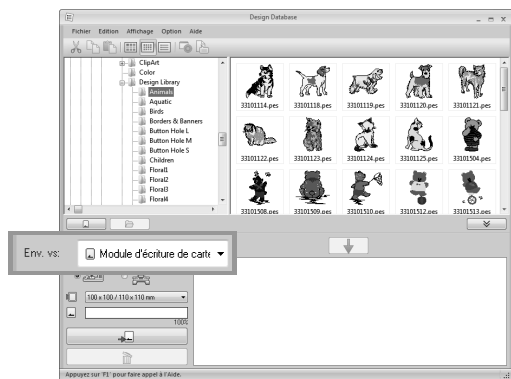 Design Database
Fichier Edition Affichage Option Aide
ClipArt
Color
Design Library
Animals
Aquatic
Birds
Borders & Banners
Button Hole L
Button Hole M
Button Hole S
Children
Floral1
Floral2
Floral3
Floral4
33101114.pes 33101118.pes 33101119.pes 33101120.pes 33101121.pes
33101122.pes 33101123.pes 33101124.pes 33101125.pes 33101504.pes
33101508.pes 33101509.pes 33101510.pes 33101512.pes 33101513.pes
Env. vs: Module d'écriture de carte
100 x 100 / 110 x 110 mm
100%
Appuyez sur 'F1' pour faire appel à l'Aide.